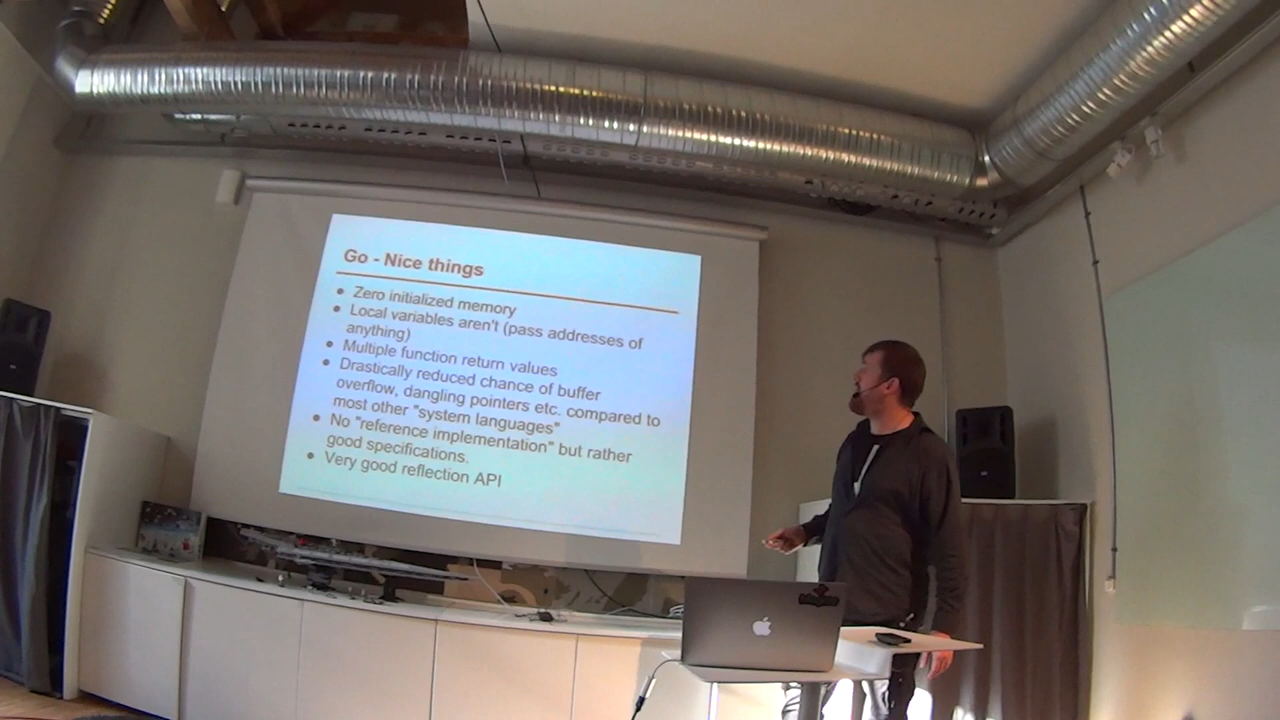 Go - Nice things
• Zero initialized memory
• Local variables aren't (pass addresses of
anything)
• Multiple function return values
• Drastically reduced chance of buffer
overflow, dangling pointers etc. compared to
most other "system languages"
• No "reference implementation" but rather
good specifications.
• Very good reflection API